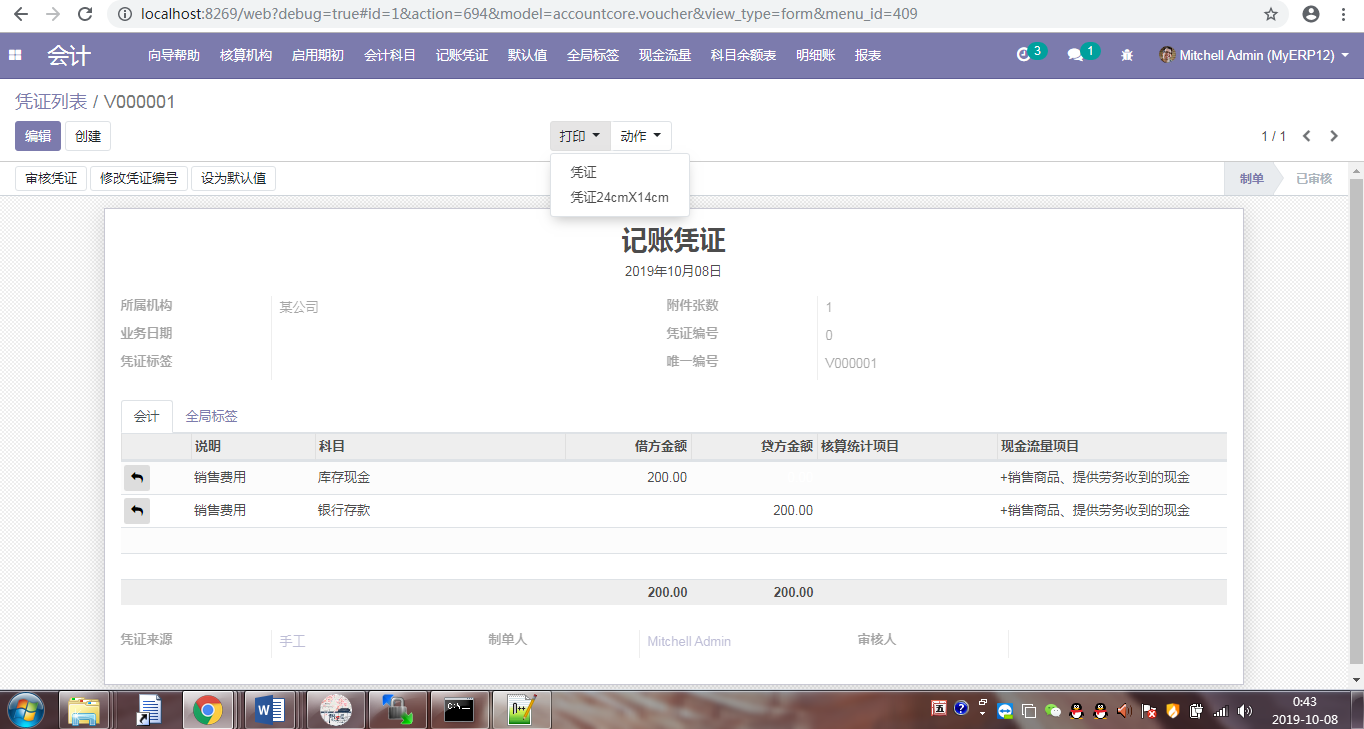 localhost:8269/web?debug=true#id=1&action=694&model=accountcore.voucher&view_type=form&menu_id=409
会计 向导帮助 核算机构 启用期初 会计科目 记账凭证 默认值 全局标签 现金流量 科目余额表 明细账 报表 3 1 Mitchell Admin (MyERP12)
凭证列表 / V000001
编辑 创建 打印 动作 1 / 1
凭证
凭证24cmX14cm
审核凭证 修改凭证编号 设为默认值 制单 已审核
记账凭证
2019年10月08日
所属机构 某公司 附件张数 1
业务日期 凭证编号 0
凭证标签 唯一编号 V000001
会计 全局标签
说明 科目 借方金额 贷方金额 核算统计项目 现金流量项目
销售费用 库存现金 200.00 +销售商品、提供劳务收到的现金
销售费用 银行存款 200.00 +销售商品、提供劳务收到的现金
200.00 200.00
凭证来源 手工 制单人 Mitchell Admin 审核人
0:43
2019-10-08